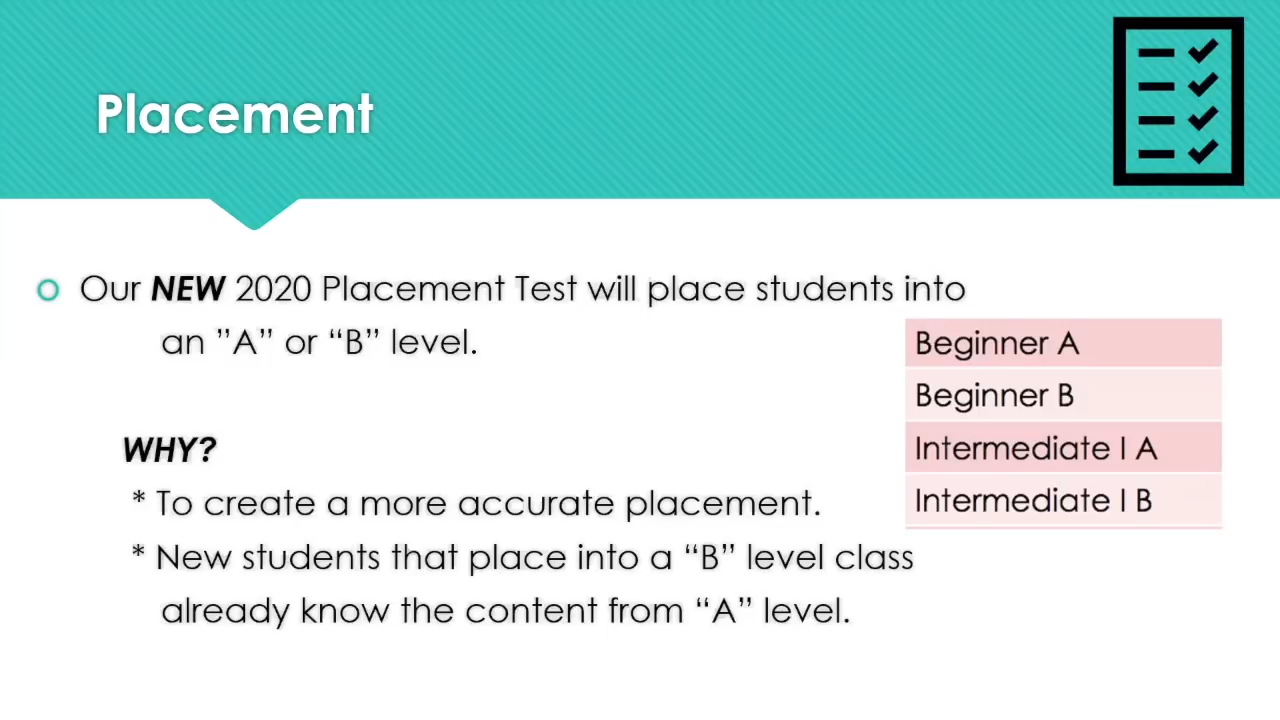 Placement
Our NEW 2020 Placement Test will place students into
an ”A” or “B” level.
Beginner A
Beginner B
Intermediate I A
Intermediate I B
WHY?
* To create a more accurate placement.
* New students that place into a “B” level class
already know the content from “A” level.